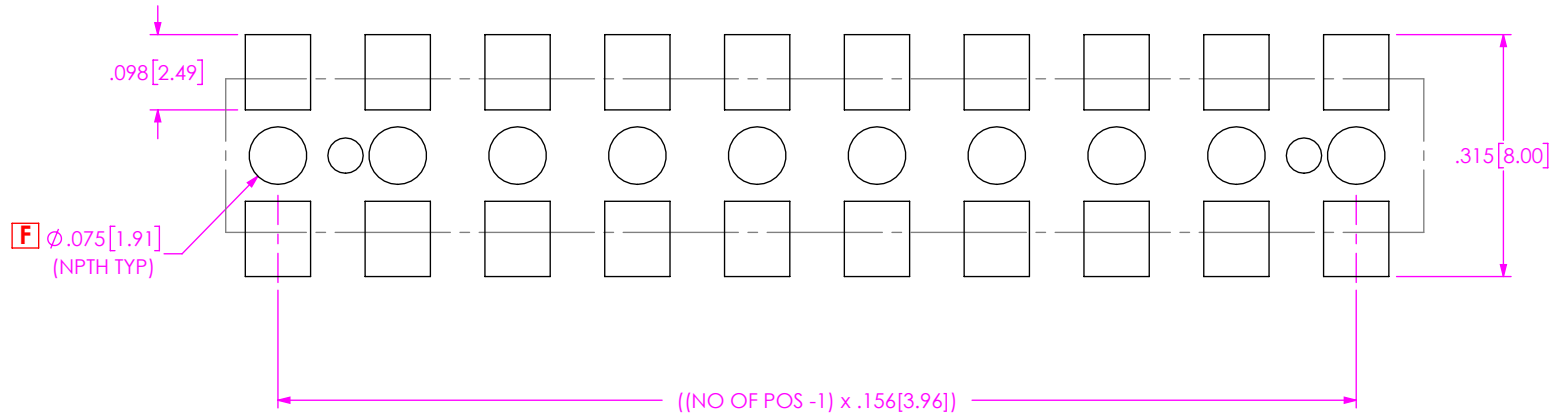 .098[2.49]
.315[8.00]
F Ø.075[1.91]
(NPTH TYP)
((NO OF POS -1) x .156[3.96])